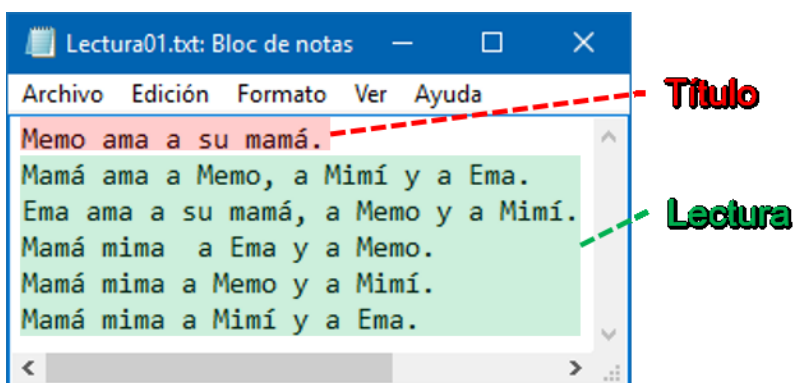 Lectura01.txt: Bloc de notas
Archivo Edición Formato Ver Ayuda
Título
Memo ama a su mamá.
Mamá ama a Memo, a Mimí y a Ema.
Ema ama a su mamá, a Memo y a Mimí.
Lectura
Mamá mima  a Ema y a Memo.
Mamá mima a Memo y a Mimí.
Mamá mima a Mimí y a Ema.